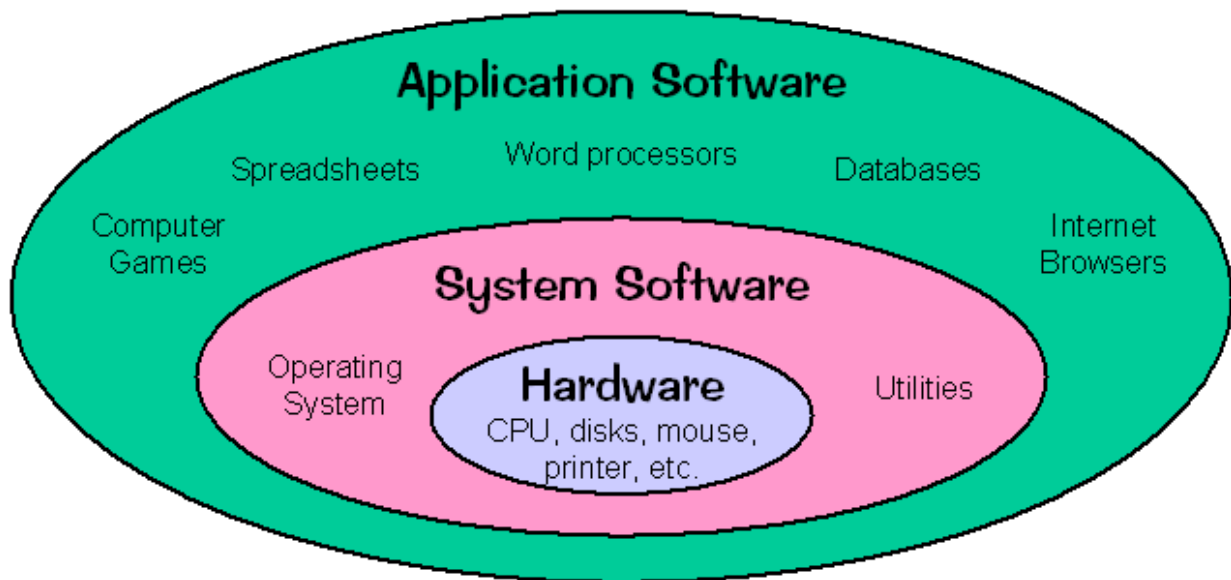 Application Software
Word processors
Spreadsheets
Databases
Computer
Games
Internet
Browsers
System Software
Operating
System
Utilities
Hardware
CPU, disks, mouse,
printer, etc.